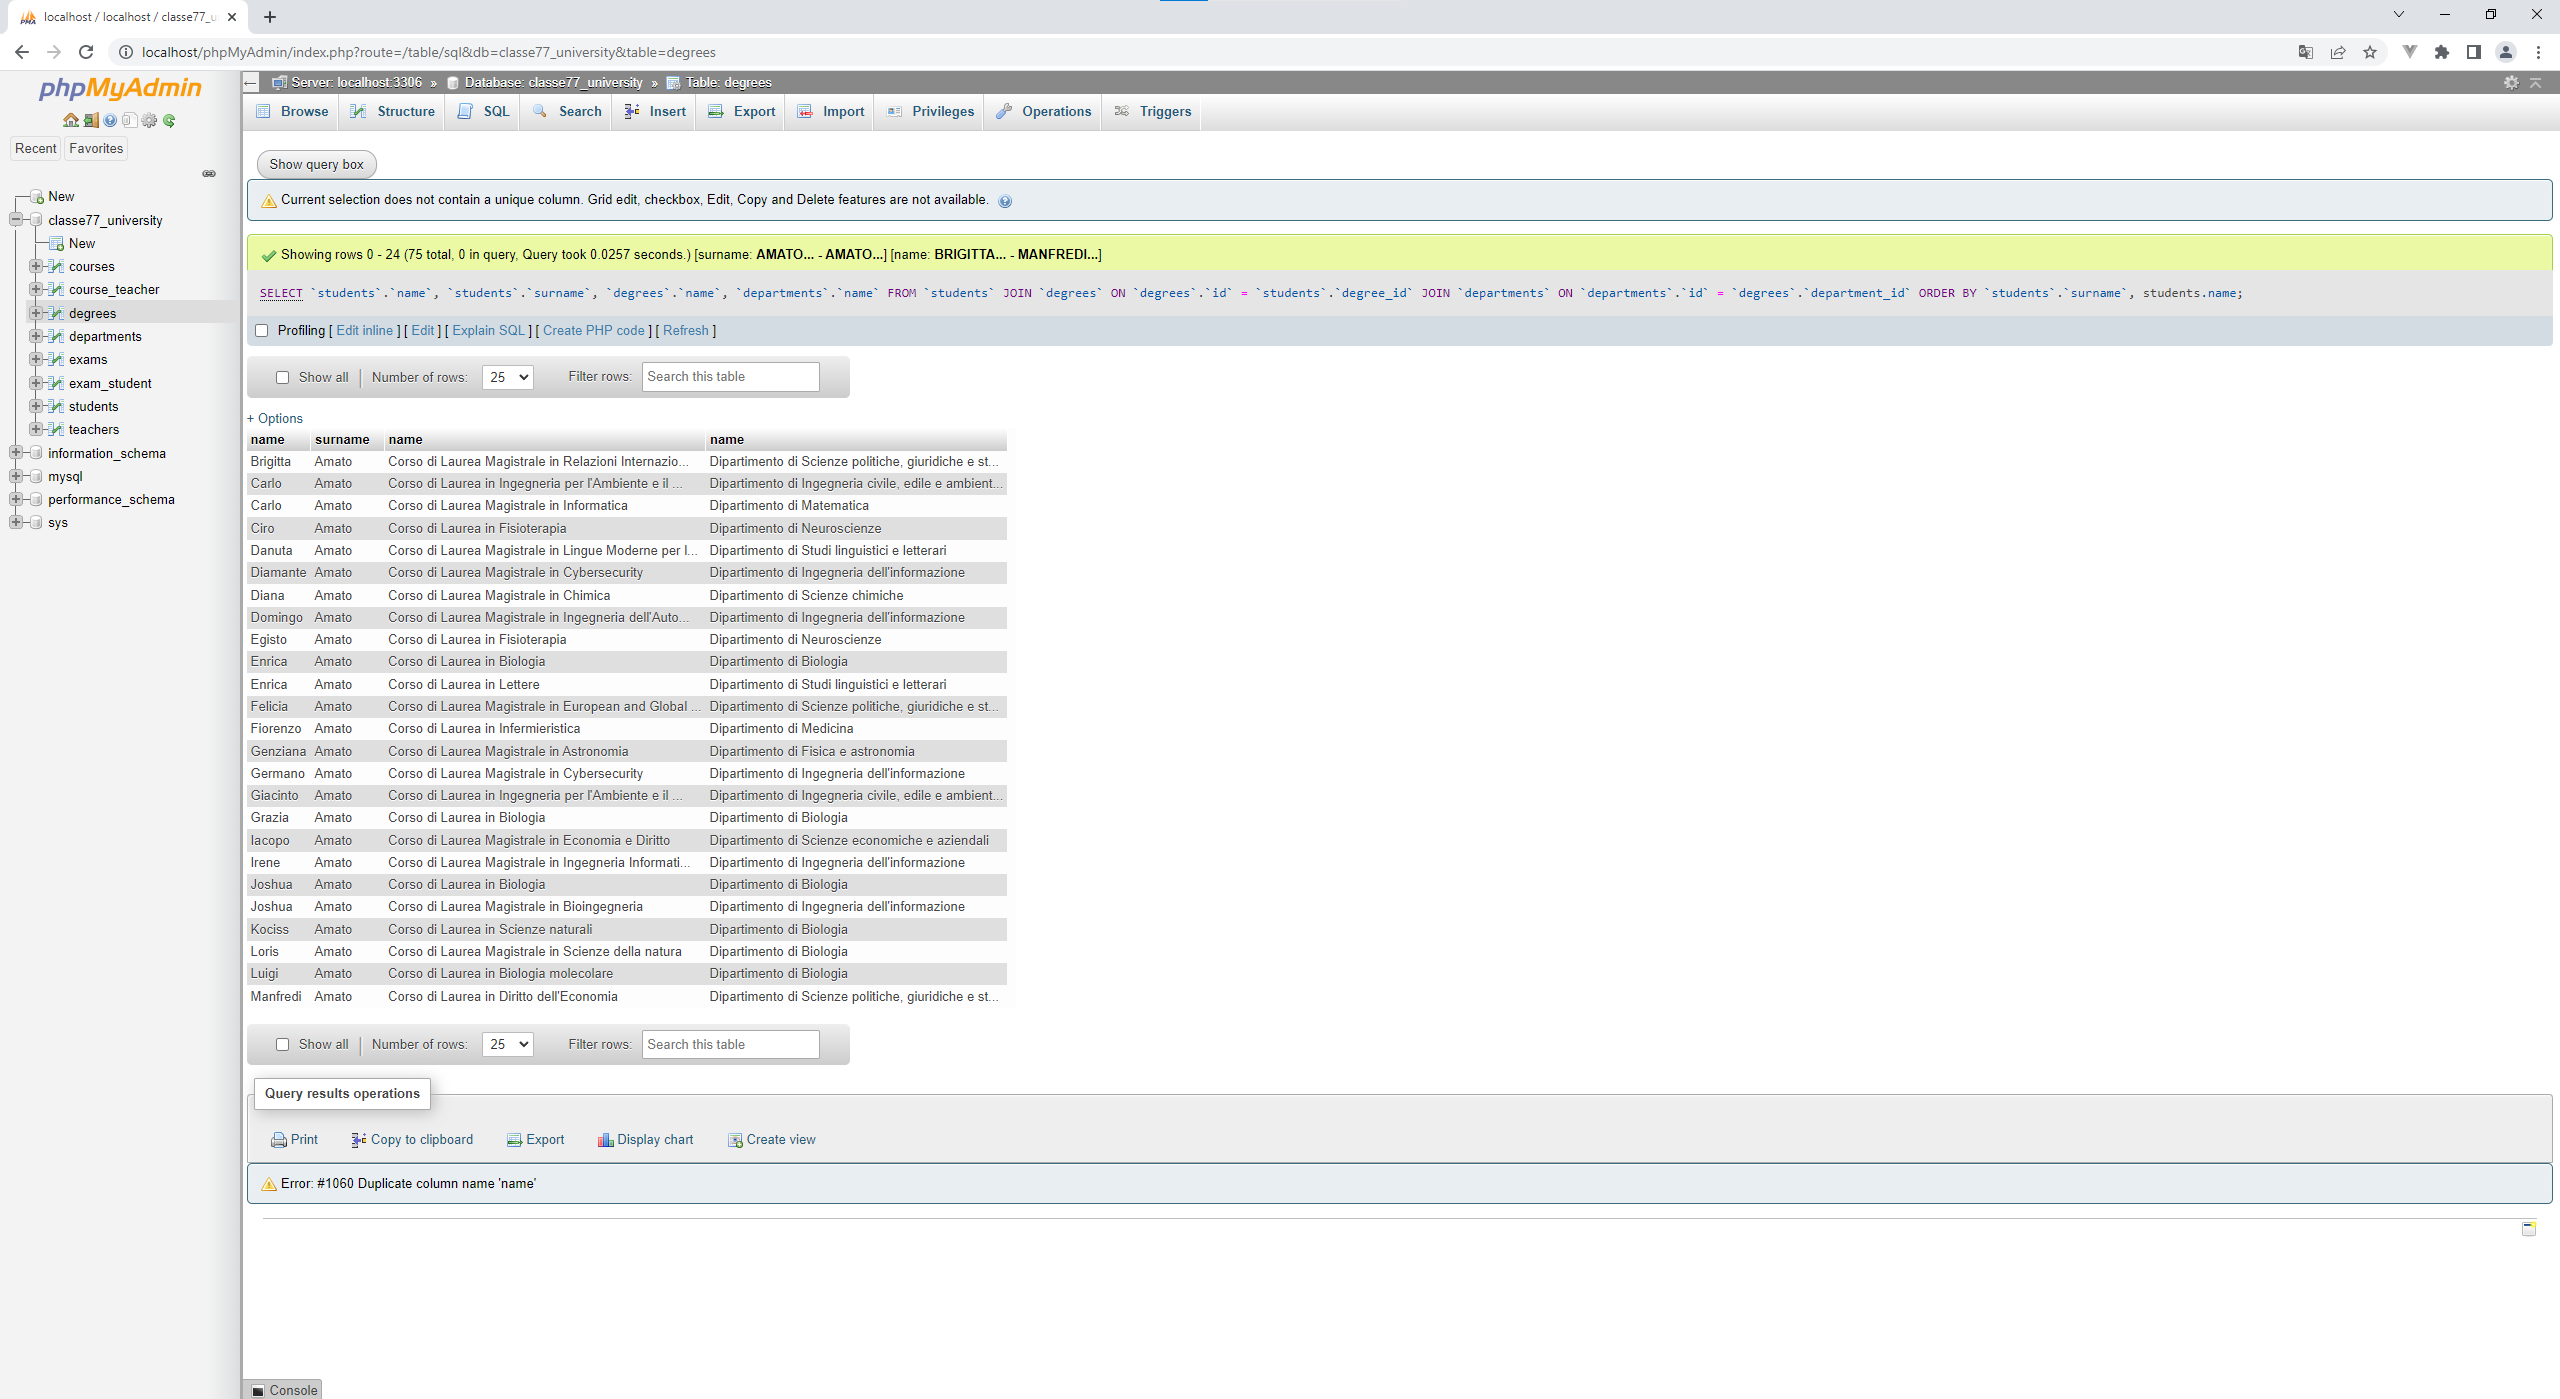 localhost / localhost / classe77_u
localhost/phpMyAdmin/index.php?route=/table/sql&db=classe77_university&table=degrees
phpMyAdmin
Recent
Favorites
New
classe77_university
New
courses
course_teacher
degrees
departments
exams
exam_student
students
teachers
information_schema
mysql
performance_schema
sys
Server: localhost:3306 » Database: classe77_university » Table: degrees
Browse Structure SQL Search Insert Export Import Privileges Operations Triggers
Show query box
Current selection does not contain a unique column. Grid edit, checkbox, Edit, Copy and Delete features are not available.
Showing rows 0 - 24 (75 total, 0 in query, Query took 0.0257 seconds.) [surname: AMATO... - AMATO...] [name: BRIGITTA... - MANFREDI...]
SELECT `students`.`name`, `students`.`surname`, `degrees`.`name`, `departments`.`name` FROM `students` JOIN `degrees` ON `degrees`.`id` = `students`.`degree_id` JOIN `departments` ON `departments`.`id` = `degrees`.`department_id` ORDER BY `students`.`surname`, students.name;
Profiling [ Edit inline ] [ Edit ] [ Explain SQL ] [ Create PHP code ] [ Refresh ]
Show all | Number of rows: 25 Filter rows: Search this table
+ Options
name surname name name
Brigitta Amato Corso di Laurea Magistrale in Relazioni Internazio... Dipartimento di Scienze politiche, giuridiche e st...
Carlo Amato Corso di Laurea in Ingegneria per l'Ambiente e il ... Dipartimento di Ingegneria civile, edile e ambient...
Carlo Amato Corso di Laurea Magistrale in Informatica Dipartimento di Matematica
Ciro Amato Corso di Laurea in Fisioterapia Dipartimento di Neuroscienze
Danuta Amato Corso di Laurea Magistrale in Lingue Moderne per l... Dipartimento di Studi linguistici e letterari
Diamante Amato Corso di Laurea Magistrale in Cybersecurity Dipartimento di Ingegneria dell'informazione
Diana Amato Corso di Laurea Magistrale in Chimica Dipartimento di Scienze chimiche
Domingo Amato Corso di Laurea Magistrale in Ingegneria dell'Auto... Dipartimento di Ingegneria dell'informazione
Egisto Amato Corso di Laurea in Fisioterapia Dipartimento di Neuroscienze
Enrica Amato Corso di Laurea in Biologia Dipartimento di Biologia
Enrica Amato Corso di Laurea in Lettere Dipartimento di Studi linguistici e letterari
Felicia Amato Corso di Laurea Magistrale in European and Global ... Dipartimento di Scienze politiche, giuridiche e st...
Fiorenzo Amato Corso di Laurea in Infermieristica Dipartimento di Medicina
Genziana Amato Corso di Laurea Magistrale in Astronomia Dipartimento di Fisica e astronomia
Germano Amato Corso di Laurea Magistrale in Cybersecurity Dipartimento di Ingegneria dell'informazione
Giacinto Amato Corso di Laurea in Ingegneria per l'Ambiente e il ... Dipartimento di Ingegneria civile, edile e ambient...
Grazia Amato Corso di Laurea in Biologia Dipartimento di Biologia
Iacopo Amato Corso di Laurea Magistrale in Economia e Diritto Dipartimento di Scienze economiche e aziendali
Irene Amato Corso di Laurea Magistrale in Ingegneria Informati... Dipartimento di Ingegneria dell'informazione
Joshua Amato Corso di Laurea in Biologia Dipartimento di Biologia
Joshua Amato Corso di Laurea Magistrale in Bioingegneria Dipartimento di Ingegneria dell'informazione
Kociss Amato Corso di Laurea in Scienze naturali Dipartimento di Biologia
Loris Amato Corso di Laurea Magistrale in Scienze della natura Dipartimento di Biologia
Luigi Amato Corso di Laurea in Biologia molecolare Dipartimento di Biologia
Manfredi Amato Corso di Laurea in Diritto dell'Economia Dipartimento di Scienze politiche, giuridiche e st...
Show all | Number of rows: 25 Filter rows: Search this table
Query results operations
Print Copy to clipboard Export Display chart Create view
Error: #1060 Duplicate column name 'name'
Console